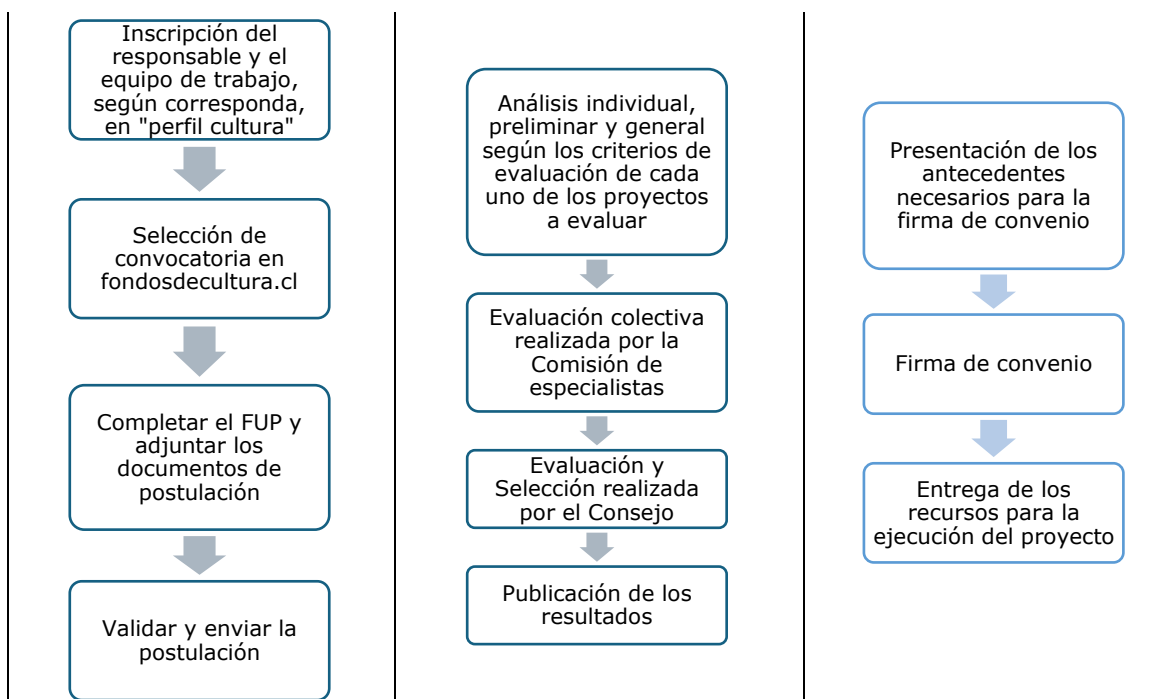 Inscripción del
responsable y el
equipo de trabajo,
según corresponda,
en "perfil cultura"
Selección de
convocatoria en
fondosdecultura.cl
Completar el FUP y
adjuntar los
documentos de
postulación
Validar y enviar la
postulación
Análisis individual,
preliminar y general
según los criterios de
evaluación de cada
uno de los proyectos
a evaluar
Evaluación colectiva
realizada por la
Comisión de
especialistas
Evaluación y
Selección realizada
por el Consejo
Publicación de los
resultados
Presentación de los
antecedentes
necesarios para la
firma de convenio
Firma de convenio
Entrega de los
recursos para la
ejecución del proyecto